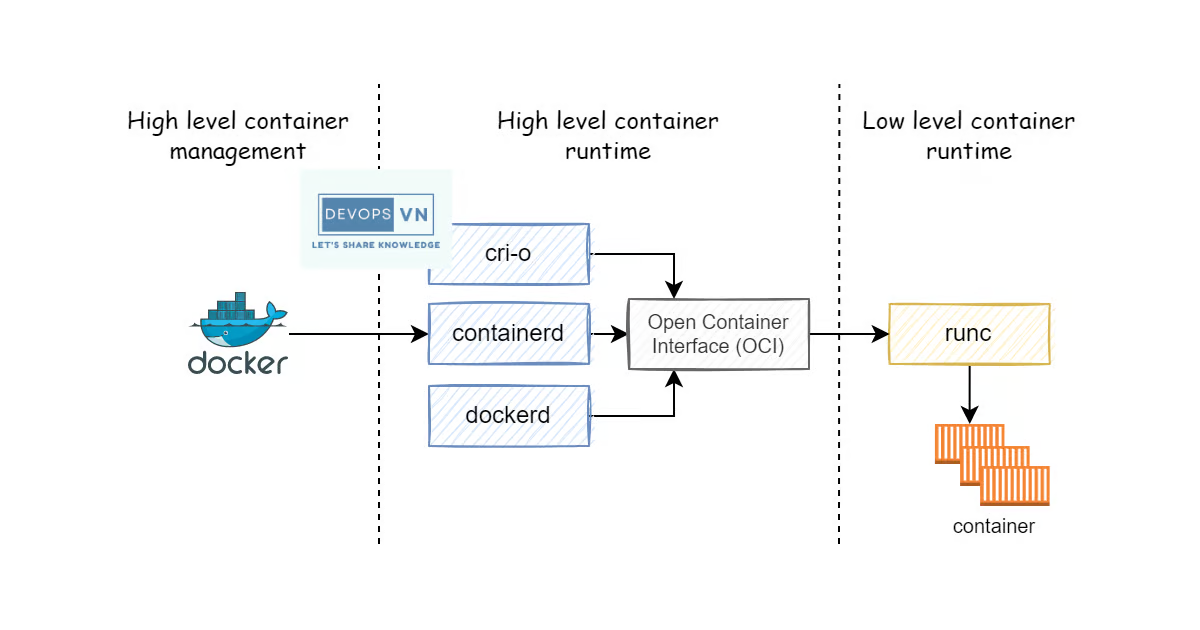 High level container
management
High level container
runtime
Low level container
runtime
DEVOPS VN
LET'S SHARE KNOWLEDGE
cri-o
docker
containerd
Open Container
Interface (OCI)
runc
dockerd
container